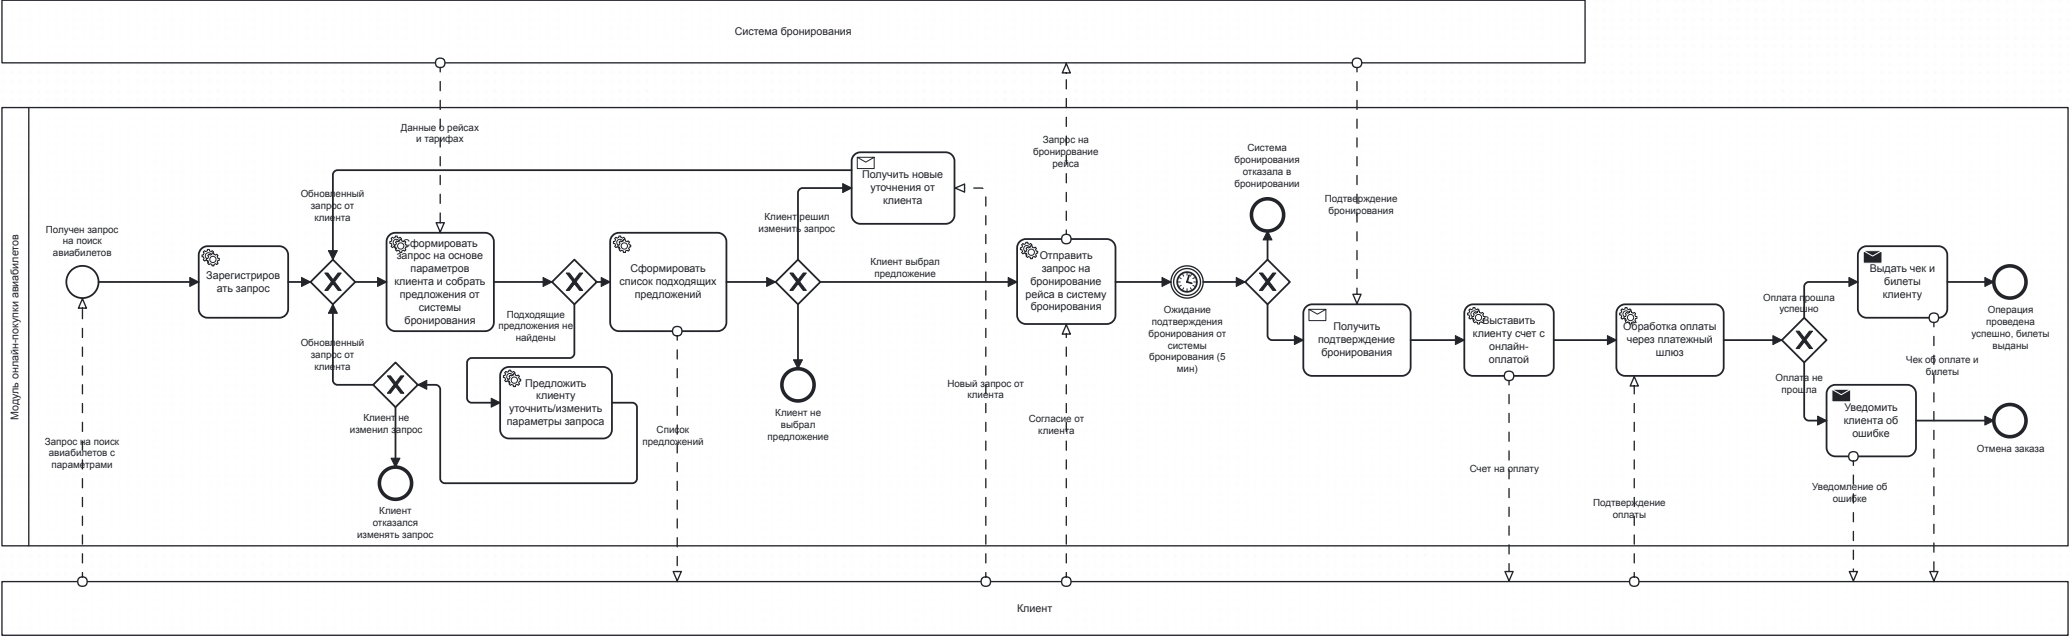 Система бронирования
Модуль онлайн-покупки авиабилетов
Данные о рейсах
и тарифах
Запрос на
бронирование
рейса
Подтверждение
бронирования
Система
бронирования
отказала в
бронировании
Получен запрос
на поиск
авиабилетов
Запрос на поиск
авиабилетов с
параметрами
Зарегистриров
ать запрос
Обновленный
запрос от
клиента
Обновленный
запрос от
клиента
Сформировать
запрос на основе
параметров
клиента и собрать
предложения от
системы
бронирования
Клиент не
изменил запрос
Клиент
отказался
изменять запрос
Подходящие
предложения не
найдены
Предложить
клиенту
уточнить/изменить
параметры запроса
Сформировать
список подходящих
предложений
Список
предложений
Клиент решил
изменить запрос
Получить новые
уточнения от
клиента
Клиент выбрал
предложение
Клиент не
выбрал
предложение
Новый запрос от
клиента
Согласие от
клиента
Отправить
запрос на
бронирование
рейса в систему
бронирования
Ожидание
подтверждения
бронирования от
системы
бронирования (5
мин)
Получить
подтверждение
бронирования
Выставить
клиенту счет с
онлайн-
оплатой
Счет на оплату
Обработка оплаты
через платежный
шлюз
Подтверждение
оплаты
Оплата прошла
успешно
Оплата не
прошла
Выдать чек и
билеты
клиенту
Уведомить
клиента об
ошибке
Уведомление об
ошибке
Чек об оплате и
билеты
Операция
проведена
успешно, билеты
выданы
Отмена заказа
Клиент